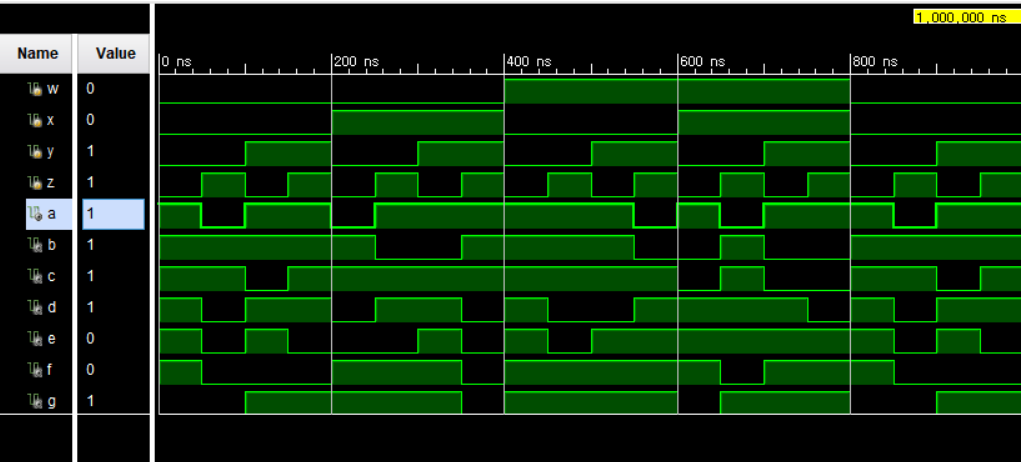 1,000,000 ns
Name Value
0 ns 200 ns 400 ns 600 ns 800 ns
w 0
x 0
y 1
z 1
a 1
b 1
c 1
d 1
e 0
f 0
g 1